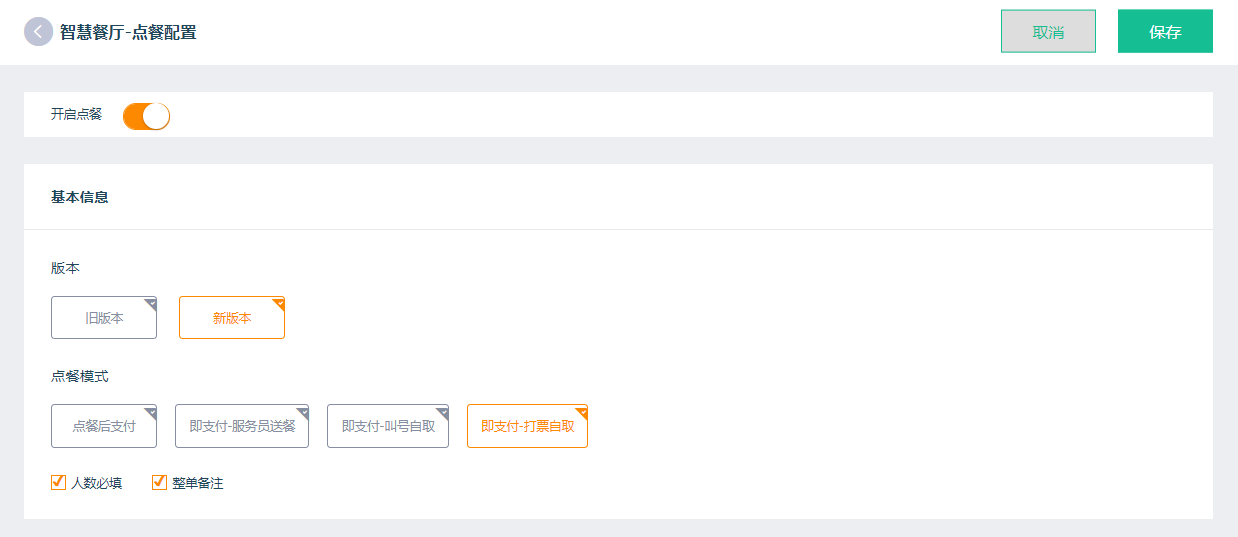 智慧餐厅-点餐配置
取消
保存
开启点餐
基本信息
版本
旧版本
新版本
点餐模式
点餐后支付
即支付-服务员送餐
即支付-叫号自取
即支付-打票自取
人数必填
整单备注